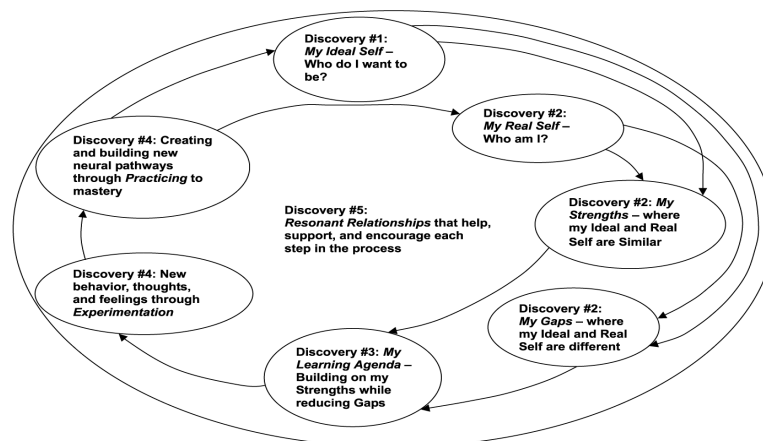 Discovery #1:
My Ideal Self –
Who do I want to
be?
Discovery #2:
My Real Self –
Who am I?
Discovery #4: Creating
and building new
neural pathways
through Practicing to
mastery
Discovery #2: My
Strengths – where
my Ideal and Real
Self are Similar
Discovery #5:
Resonant Relationships that help,
support, and encourage each
step in the process
Discovery #4: New
behavior, thoughts,
and feelings through
Experimentation
Discovery #2:
My Gaps – where
my Ideal and Real
Self are different
Discovery #3: My
Learning Agenda –
Building on my
Strengths while
reducing Gaps